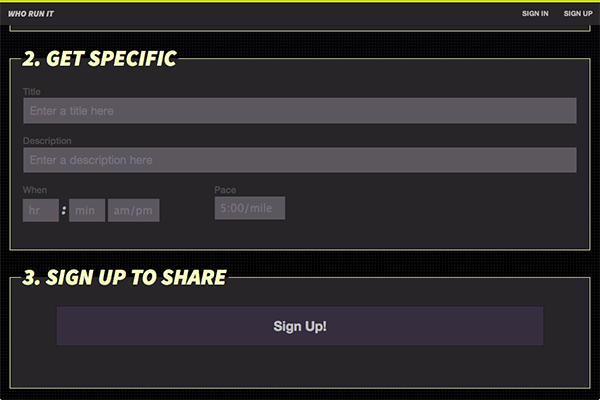 WHO RUN IT SIGN IN SIGN UP
2. GET SPECIFIC
Title
Enter a title here
Description
Enter a description here
When Pace
hr : min am/pm 5:00/mile
3. SIGN UP TO SHARE
Sign Up!